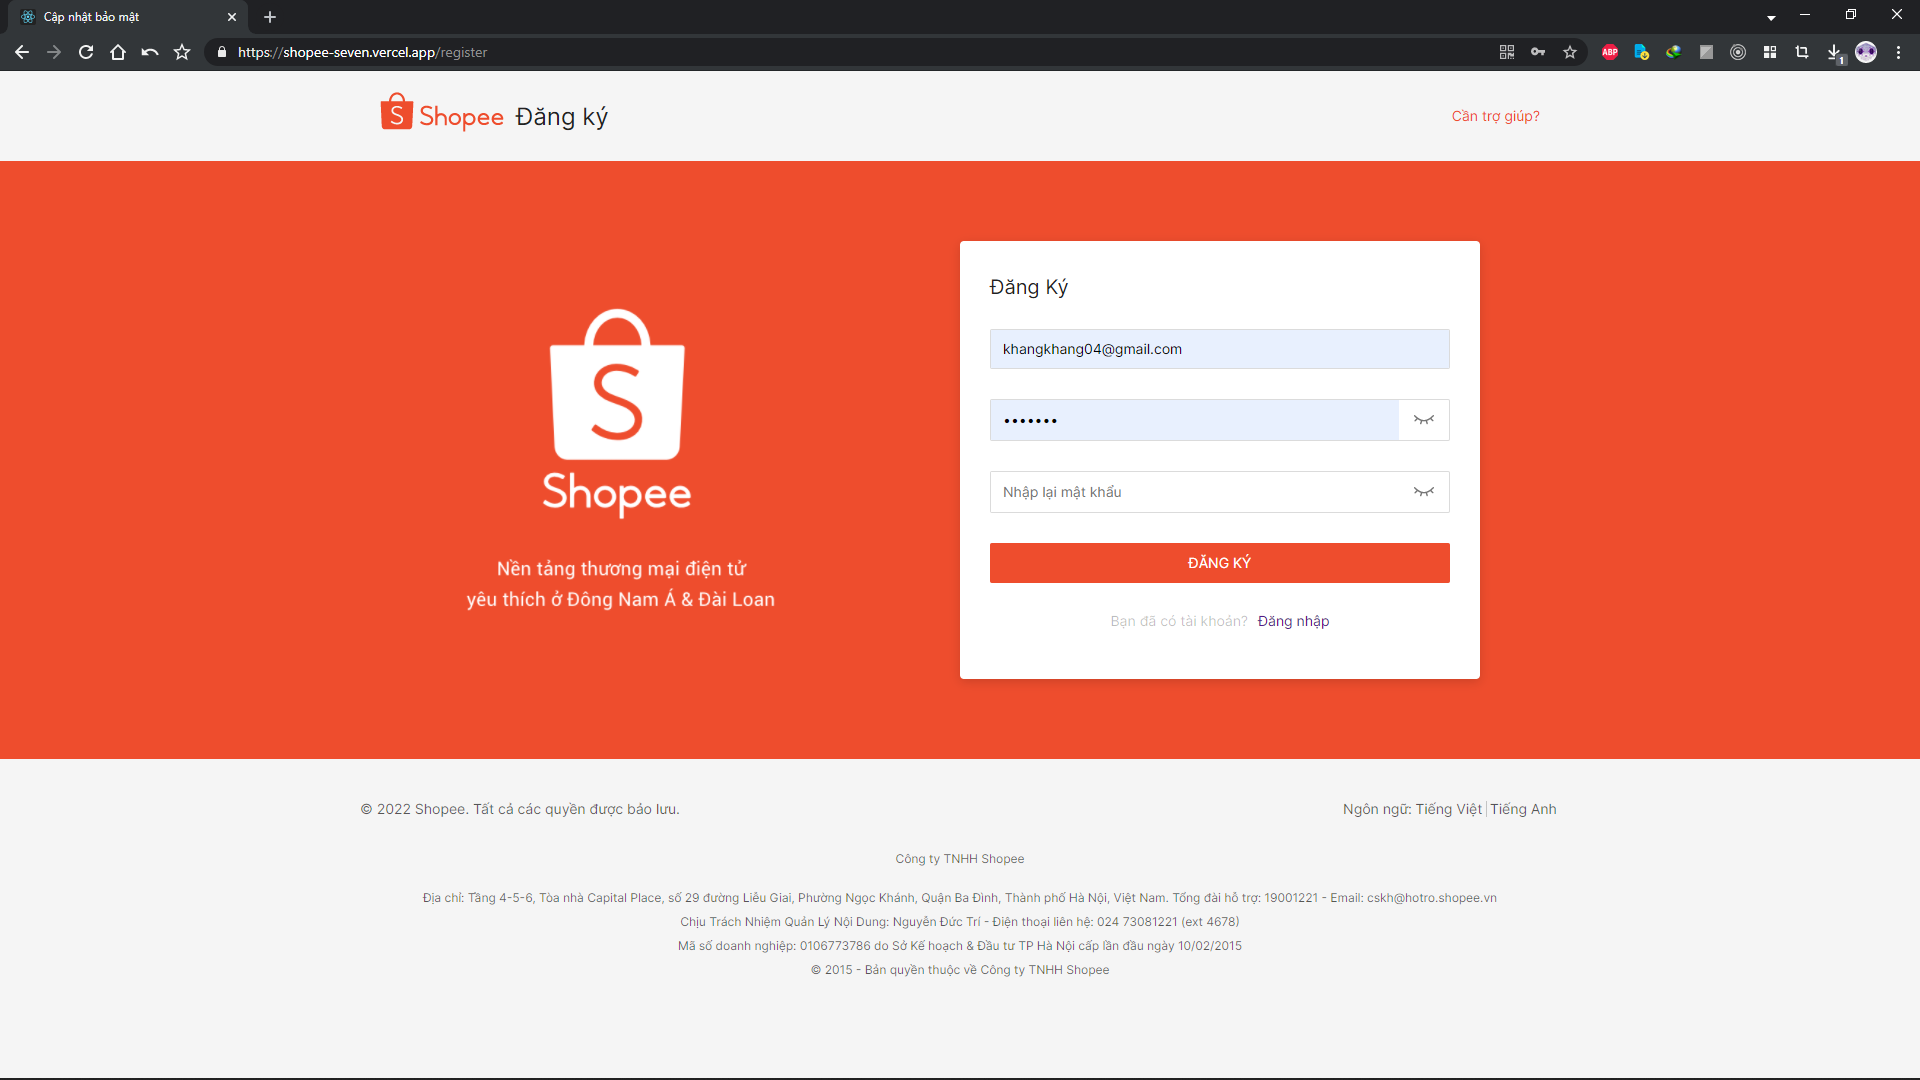 Cập nhật bảo mật
https://shopee-seven.vercel.app/register
ABP
1
S Shopee Đăng ký
Cần trợ giúp?
S
Shopee
Nền tảng thương mại điện tử
yêu thích ở Đông Nam Á & Đài Loan
Đăng Ký
khangkhang04@gmail.com
•••••••
Nhập lại mật khẩu
ĐĂNG KÝ
Bạn đã có tài khoản? Đăng nhập
© 2022 Shopee. Tất cả các quyền được bảo lưu.
Ngôn ngữ: Tiếng Việt | Tiếng Anh
Công ty TNHH Shopee
Địa chỉ: Tầng 4-5-6, Tòa nhà Capital Place, số 29 đường Liễu Giai, Phường Ngọc Khánh, Quận Ba Đình, Thành phố Hà Nội, Việt Nam. Tổng đài hỗ trợ: 19001221 - Email: cskh@hotro.shopee.vn
Chịu Trách Nhiệm Quản Lý Nội Dung: Nguyễn Đức Trí - Điện thoại liên hệ: 024 73081221 (ext 4678)
Mã số doanh nghiệp: 0106773786 do Sở Kế hoạch & Đầu tư TP Hà Nội cấp lần đầu ngày 10/02/2015
© 2015 - Bản quyền thuộc về Công ty TNHH Shopee